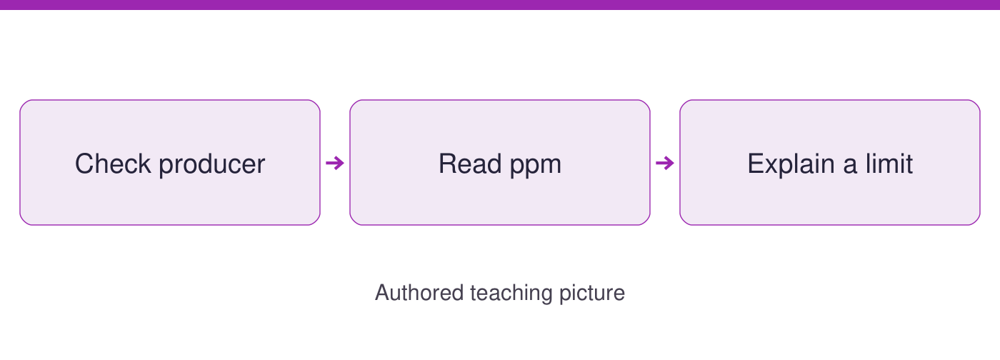 Check producer
Read ppm
Explain a limit
Authored teaching picture